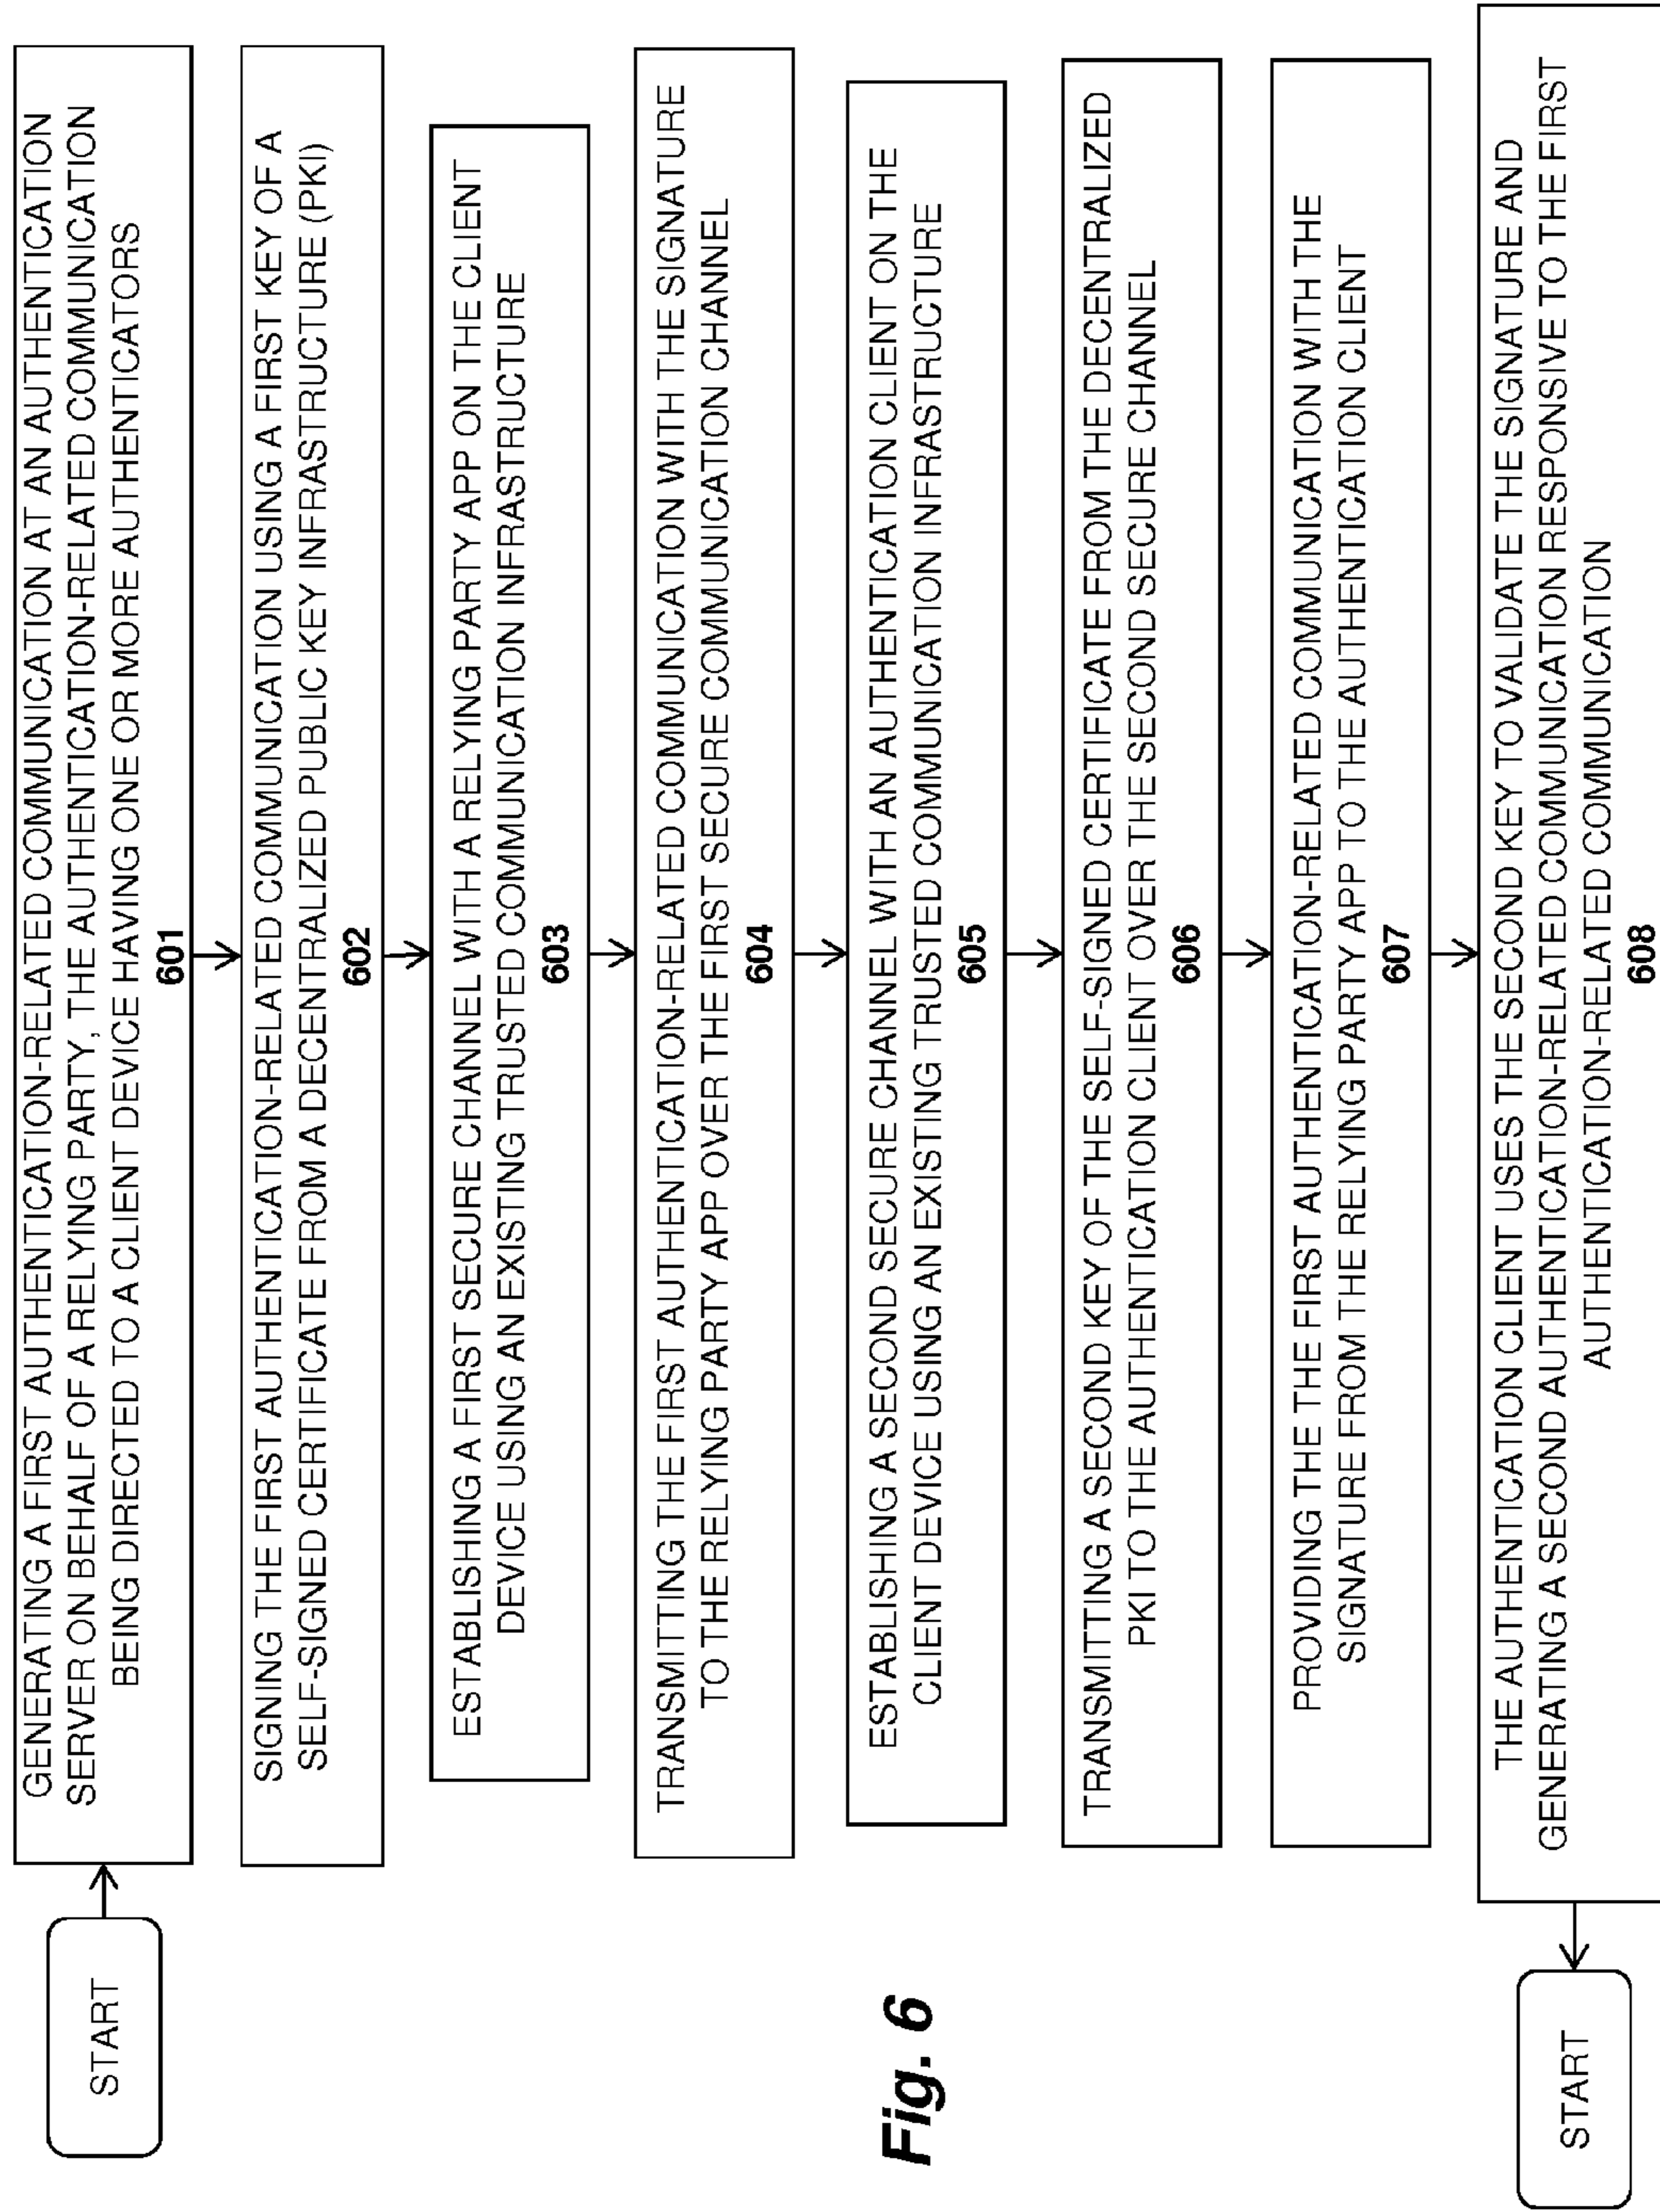 START
GENERATING A FIRST AUTHENTICATION-RELATED COMMUNICATION AT AN AUTHENTICATION
SERVER ON BEHALF OF A RELYING PARTY, THE AUTHENTICATION-RELATED COMMUNICATION
BEING DIRECTED TO A CLIENT DEVICE HAVING ONE OR MORE AUTHENTICATORS
601
SIGNING THE FIRST AUTHENTICATION-RELATED COMMUNICATION USING A FIRST KEY OF A
SELF-SIGNED CERTIFICATE FROM A DECENTRALIZED PUBLIC KEY INFRASTRUCTURE (PKI)
602
ESTABLISHING A FIRST SECURE CHANNEL WITH A RELYING PARTY APP ON THE CLIENT
DEVICE USING AN EXISTING TRUSTED COMMUNICATION INFRASTRUCTURE
603
TRANSMITTING THE FIRST AUTHENTICATION-RELATED COMMUNICATION WITH THE SIGNATURE
TO THE RELYING PARTY APP OVER THE FIRST SECURE COMMUNICATION CHANNEL
604
ESTABLISHING A SECOND SECURE CHANNEL WITH AN AUTHENTICATION CLIENT ON THE
CLIENT DEVICE USING AN EXISTING TRUSTED COMMUNICATION INFRASTRUCTURE
605
TRANSMITTING A SECOND KEY OF THE SELF-SIGNED CERTIFICATE FROM THE DECENTRALIZED
PKI TO THE AUTHENTICATION CLIENT OVER THE SECOND SECURE CHANNEL
606
PROVIDING THE FIRST AUTHENTICATION-RELATED COMMUNICATION WITH THE
SIGNATURE FROM THE RELYING PARTY APP TO THE AUTHENTICATION CLIENT
607
THE AUTHENTICATION CLIENT USES THE SECOND KEY TO VALIDATE THE SIGNATURE AND
GENERATING A SECOND AUTHENTICATION-RELATED COMMUNICATION RESPONSIVE TO THE FIRST
AUTHENTICATION-RELATED COMMUNICATION
608
START
Fig. 6